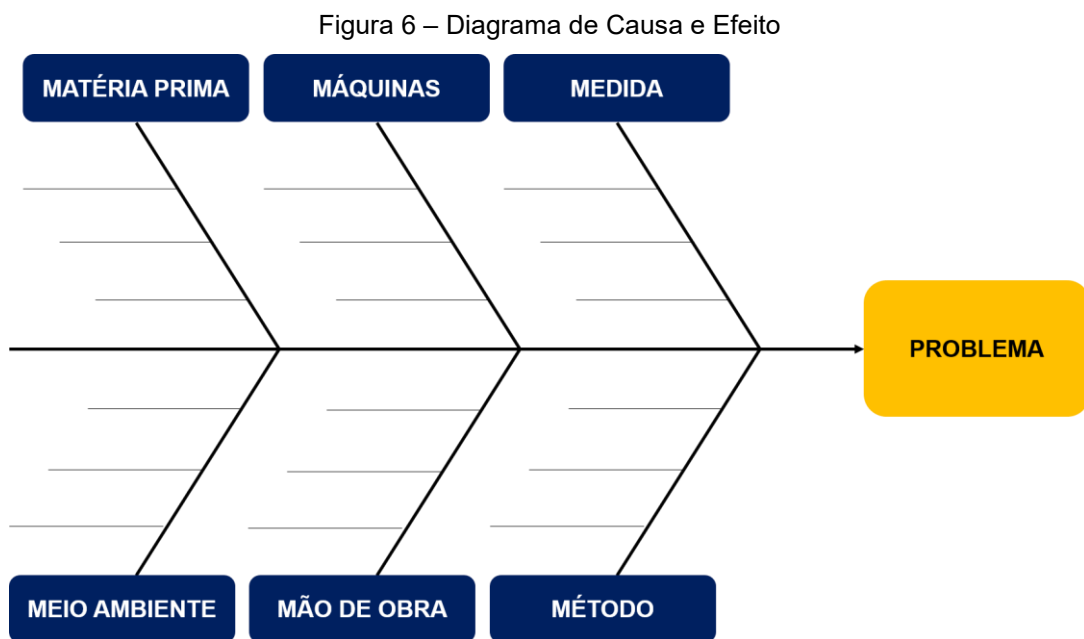 Figura 6 – Diagrama de Causa e Efeito
MATÉRIA PRIMA
MÁQUINAS
MEDIDA
PROBLEMA
MEIO AMBIENTE
MÃO DE OBRA
MÉTODO